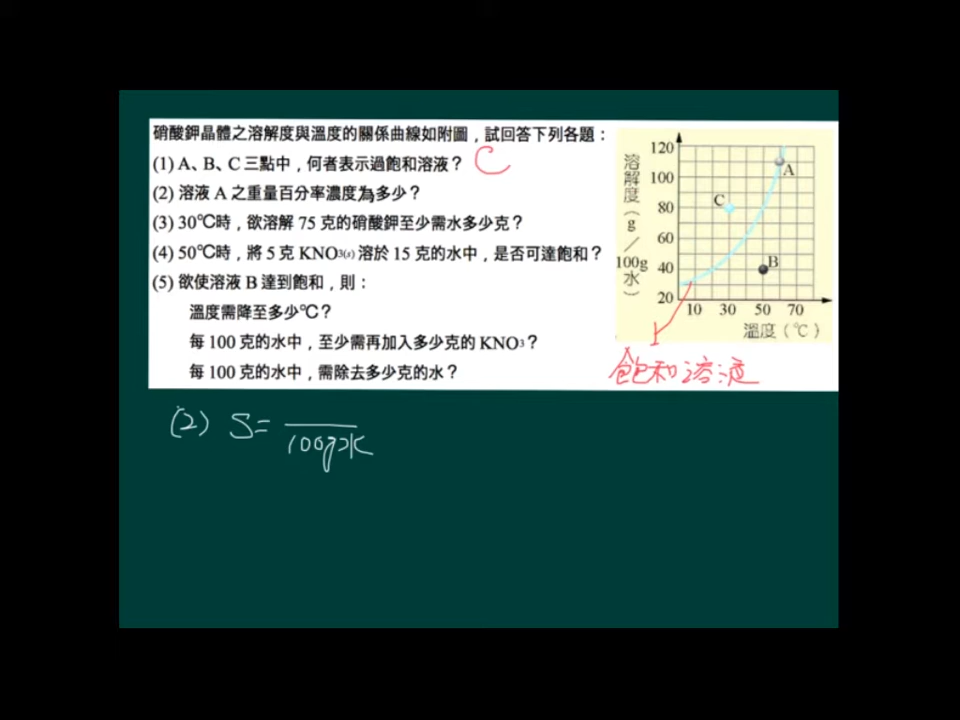 硝酸鉀晶體之溶解度與溫度的關係曲線如附圖，試回答下列各題：
(1) A、B、C 三點中，何者表示過飽和溶液？ C
(2) 溶液 A 之重量百分率濃度為多少？
(3) 30℃時，欲溶解 75 克的硝酸鉀至少需水多少克？
(4) 50℃時，將 5 克 KNO3(s) 溶於 15 克的水中，是否可達飽和？
(5) 欲使溶液 B 達到飽和，則：
溫度需降至多少℃？
每 100 克的水中，至少需再加入多少克的 KNO3？
每 100 克的水中，需除去多少克的水？
溶解度（g／100g水）
120
100
80
60
40
20
A
C
B
10 30 50 70
溫度（℃）
飽和溶液
(2) S=
100g水